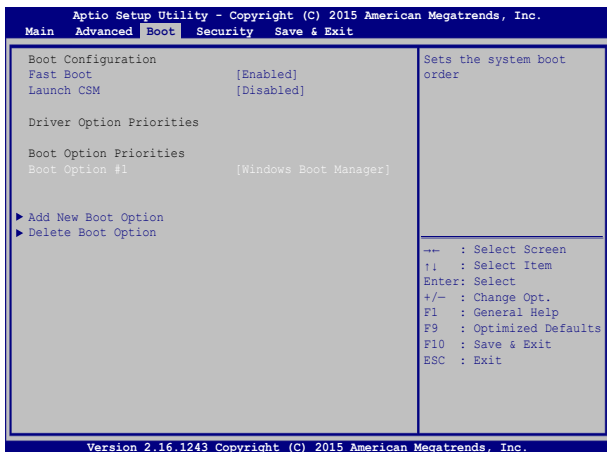 Aptio Setup Utility - Copyright (C) 2015 American Megatrends, Inc.
Main Advanced Boot Security Save & Exit
Boot Configuration
Fast Boot [Enabled]
Launch CSM [Disabled]
Driver Option Priorities
Boot Option Priorities
Boot Option #1 [Windows Boot Manager]
Add New Boot Option
Delete Boot Option
Sets the system boot
order
→← : Select Screen
↑↓ : Select Item
Enter: Select
+/— : Change Opt.
F1 : General Help
F9 : Optimized Defaults
F10 : Save & Exit
ESC : Exit
Version 2.16.1243 Copyright (C) 2015 American Megatrends, Inc.